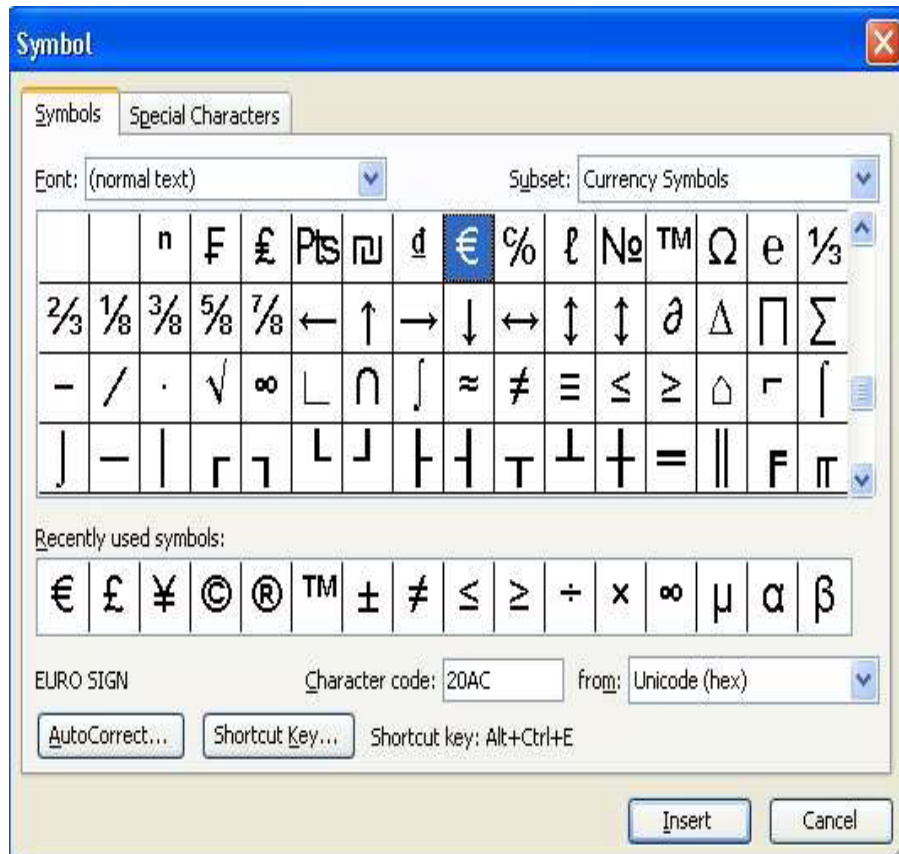 Symbol
Symbols Special Characters
Font: (normal text) Subset: Currency Symbols
ⁿ ₣ ₤ ₧ ₪ ₫ € ℅ ℓ № ™ Ω ℮ ⅓
⅔ ⅛ ⅜ ⅝ ⅞ ← ↑ → ↓ ↔ ↕ ↨ ∂ ∆ ∏ ∑
− ∕ ∙ √ ∞ ∟ ∩ ∫ ≈ ≠ ≡ ≤ ≥ ⌂ ⌐ ⌠
⌡ ─ │ ┌ ┐ └ ┘ ├ ┤ ┬ ┴ ┼ ═ ║ ╒ ╓
Recently used symbols:
€ £ ¥ © ® ™ ± ≠ ≤ ≥ ÷ × ∞ µ α β
EURO SIGN Character code: 20AC from: Unicode (hex)
AutoCorrect... Shortcut Key... Shortcut key: Alt+Ctrl+E
Insert Cancel